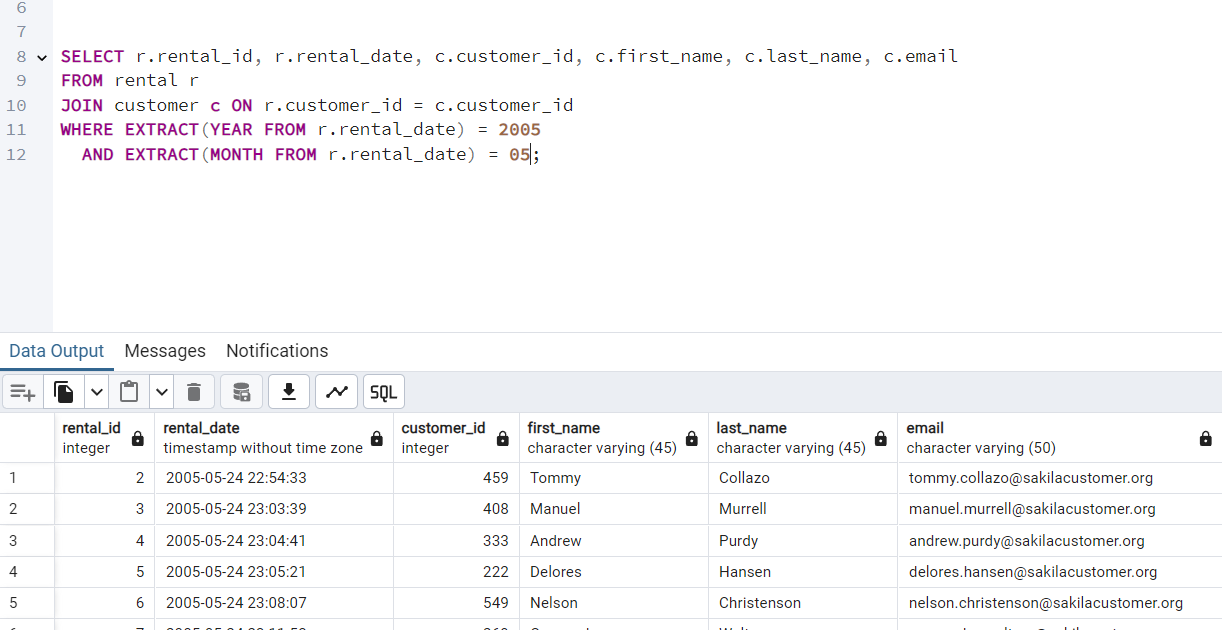 6
7
8 SELECT r.rental_id, r.rental_date, c.customer_id, c.first_name, c.last_name, c.email
9 FROM rental r
10 JOIN customer c ON r.customer_id = c.customer_id
11 WHERE EXTRACT(YEAR FROM r.rental_date) = 2005
12 AND EXTRACT(MONTH FROM r.rental_date) = 05;
Data Output Messages Notifications
SQL
rental_id rental_date customer_id first_name last_name email
integer timestamp without time zone integer character varying (45) character varying (45) character varying (50)
1 2 2005-05-24 22:54:33 459 Tommy Collazo tommy.collazo@sakilacustomer.org
2 3 2005-05-24 23:03:39 408 Manuel Murrell manuel.murrell@sakilacustomer.org
3 4 2005-05-24 23:04:41 333 Andrew Purdy andrew.purdy@sakilacustomer.org
4 5 2005-05-24 23:05:21 222 Delores Hansen delores.hansen@sakilacustomer.org
5 6 2005-05-24 23:08:07 549 Nelson Christenson nelson.christenson@sakilacustomer.org